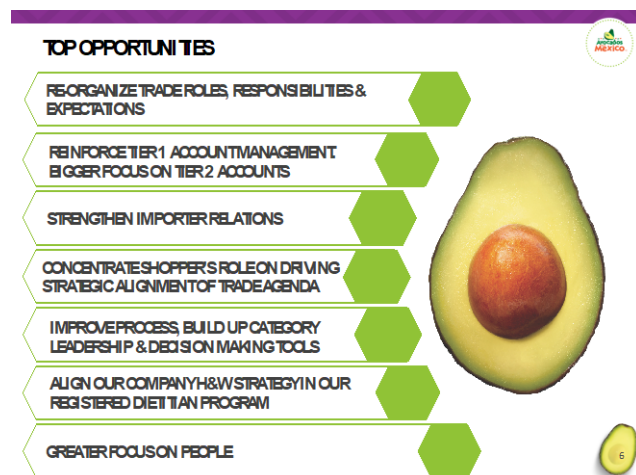 TOP OPPORTUNITIES
Avocados
México
RE-ORGANIZE TRADE ROLES, RESPONSIBILITIES &
EXPECTATIONS
REINFORCE TIER 1 ACCOUNT MANAGEMENT.
BIGGER FOCUS ON TIER 2 ACCOUNTS
STRENGTHEN IMPORTER RELATIONS
CONCENTRATE SHOPPER'S ROLE ON DRIVING
STRATEGIC ALIGNMENT OF TRADE AGENDA
IMPROVE PROCESS, BUILD UP CATEGORY
LEADERSHIP & DECISION MAKING TOOLS
ALIGN OUR COMPANY H&W STRATEGY IN OUR
REGISTERED DIETITIAN PROGRAM
GREATER FOCUS ON PEOPLE
6